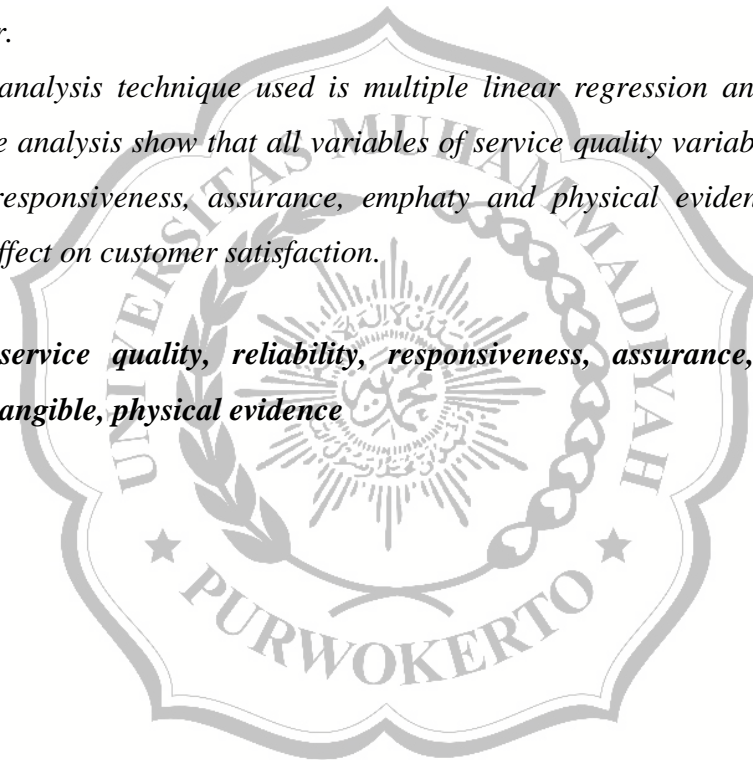 r.
analysis technique used is multiple linear regression an
e analysis show that all variables of service quality variab
responsiveness, assurance, emphaty and physical eviden
ffect on customer satisfaction.
service quality, reliability, responsiveness, assurance,
angible, physical evidence
UNIVERSITAS MUHAMMADIYAH
PURWOKERTO